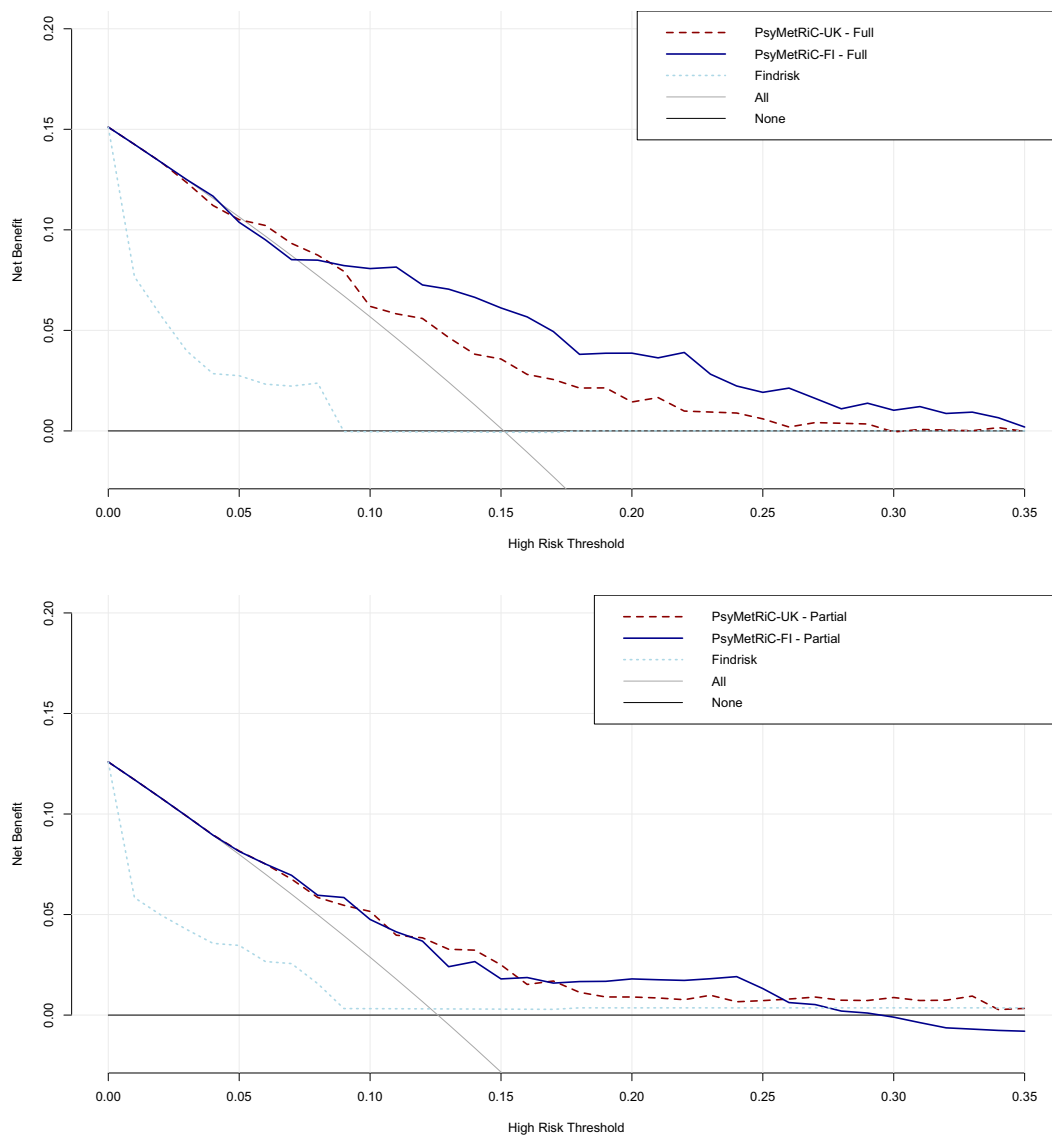 PsyMetRiC-UK - Full
PsyMetRiC-FI - Full
Findrisk
All
None
0.20
0.15
0.10
0.05
0.00
Net Benefit
0.00 0.05 0.10 0.15 0.20 0.25 0.30 0.35
High Risk Threshold
PsyMetRiC-UK - Partial
PsyMetRiC-FI - Partial
Findrisk
All
None
0.20
0.15
0.10
0.05
0.00
Net Benefit
0.00 0.05 0.10 0.15 0.20 0.25 0.30 0.35
High Risk Threshold